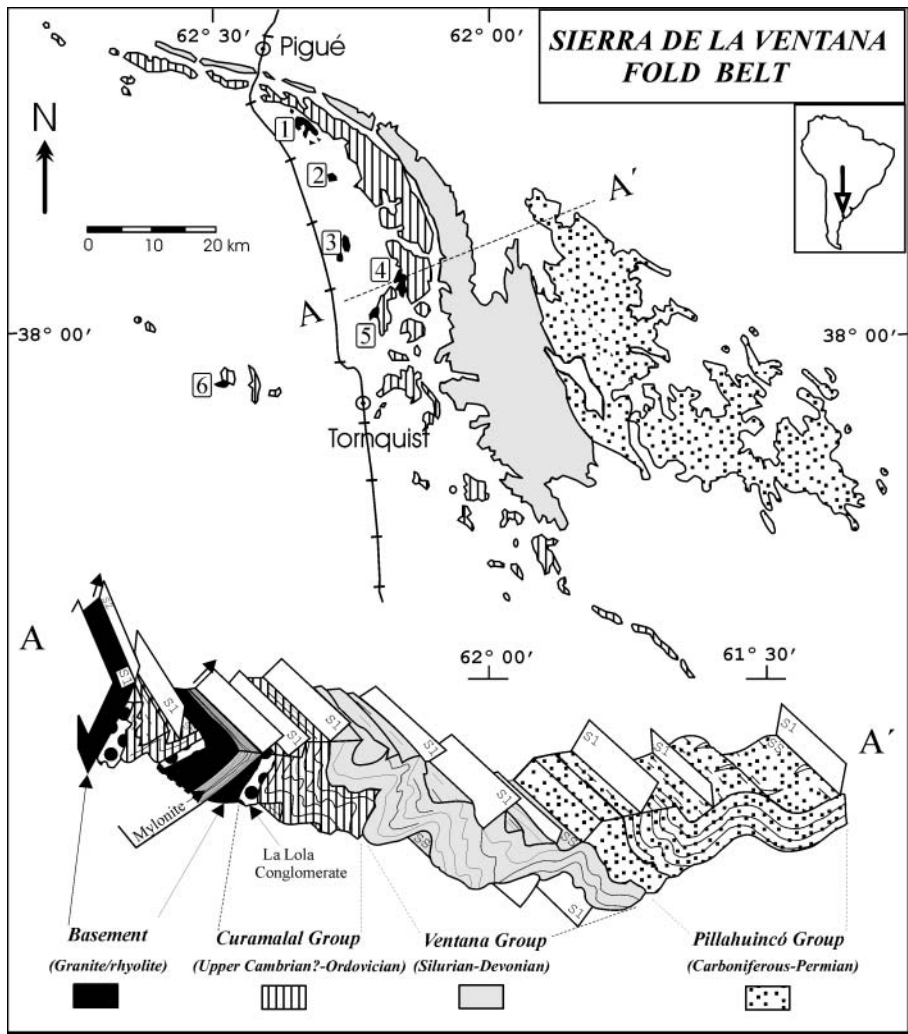 62° 30′
62° 00′
SIERRA DE LA VENTANA
FOLD BELT
Pigué
N
1
2
3
4
5
6
A′
A
0 10 20 km
38° 00′
38° 00′
Tornquist
A
62° 00′
61° 30′
A′
S1
S1
S1
S1
S1
S1
S1
S1
S1
S1
S1
SS
SS
SS
S1
Mylonite
La Lola
Conglomerate
Basement
(Granite/rhyolite)
Curamalal Group
(Upper Cambrian?-Ordovician)
Ventana Group
(Silurian-Devonian)
Pillahuincó Group
(Carboniferous-Permian)